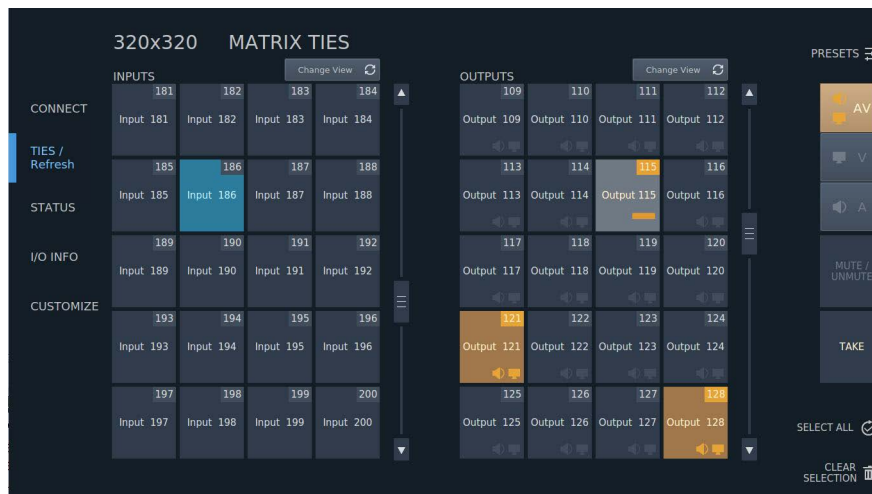 320x320 MATRIX TIES
PRESETS
INPUTS
Change View
OUTPUTS
Change View
CONNECT
TIES /
Refresh
STATUS
I/O INFO
CUSTOMIZE
181 182 183 184
Input 181 Input 182 Input 183 Input 184
185 186 187 188
Input 185 Input 186 Input 187 Input 188
189 190 191 192
Input 189 Input 190 Input 191 Input 192
193 194 195 196
Input 193 Input 194 Input 195 Input 196
197 198 199 200
Input 197 Input 198 Input 199 Input 200
109 110 111 112
Output 109 Output 110 Output 111 Output 112
113 114 115 116
Output 113 Output 114 Output 115 Output 116
117 118 119 120
Output 117 Output 118 Output 119 Output 120
121 122 123 124
Output 121 Output 122 Output 123 Output 124
125 126 127 128
Output 125 Output 126 Output 127 Output 128
AV
V
A
MUTE /
UNMUTE
TAKE
SELECT ALL
CLEAR
SELECTION